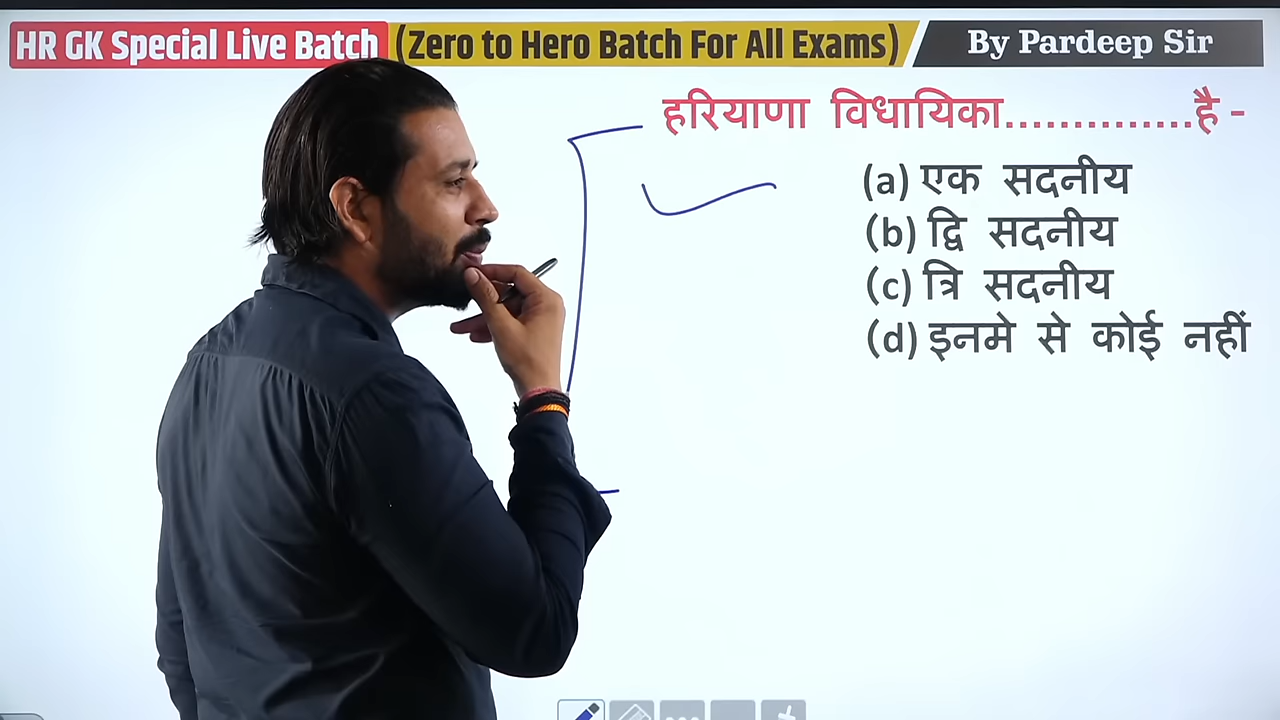 HR GK Special Live Batch (Zero to Hero Batch For All Exams) By Pardeep Sir
हरियाणा विधायिका..............है -
(a) एक सदनीय
(b) द्वि सदनीय
(c) त्रि सदनीय
(d) इनमे से कोई नहीं